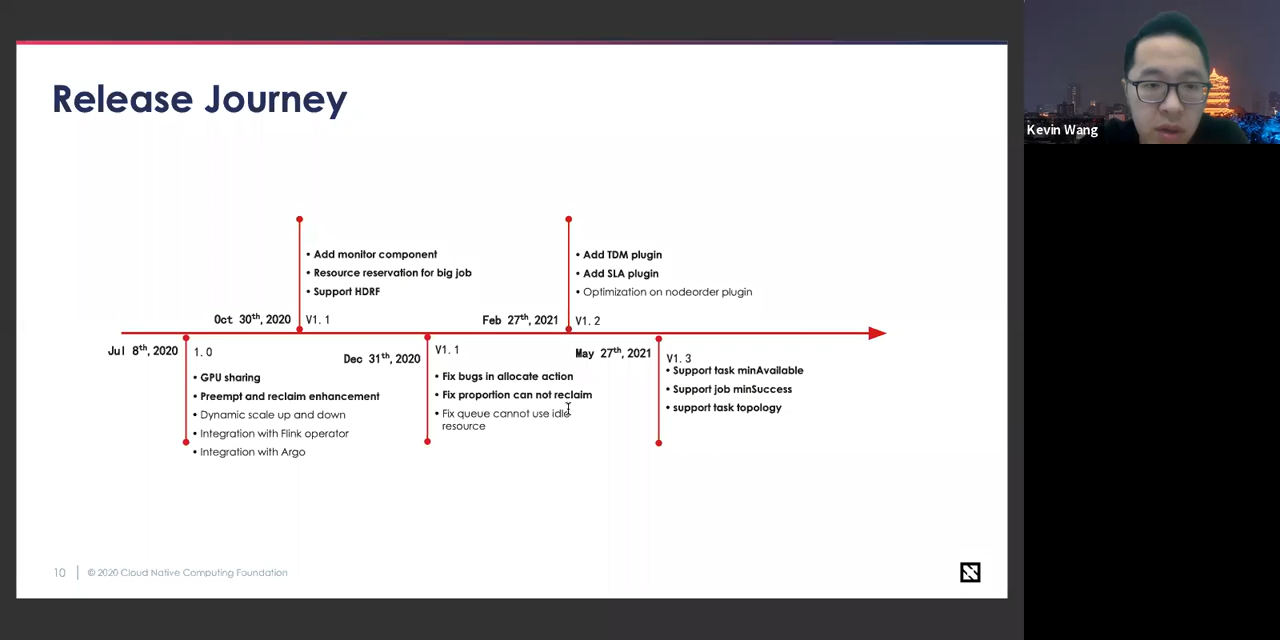 Release Journey
• Add monitor component
• Resource reservation for big job
• Support HDRF
Oct 30th, 2020
V1. 1
• Add TDM plugin
• Add SLA plugin
• Optimization on nodeorder plugin
Feb 27th, 2021
V1. 2
Jul 8th, 2020
1. 0
• GPU sharing
• Preempt and reclaim enhancement
• Dynamic scale up and down
• Integration with Flink operator
• Integration with Argo
Dec 31th, 2020
V1. 1
• Fix bugs in allocate action
• Fix proportion can not reclaim
• Fix queue cannot use idle
resource
May 27th, 2021
V1. 3
• Support task minAvailable
• Support job minSuccess
• support task topology
10
© 2020 Cloud Native Computing Foundation
Kevin Wang